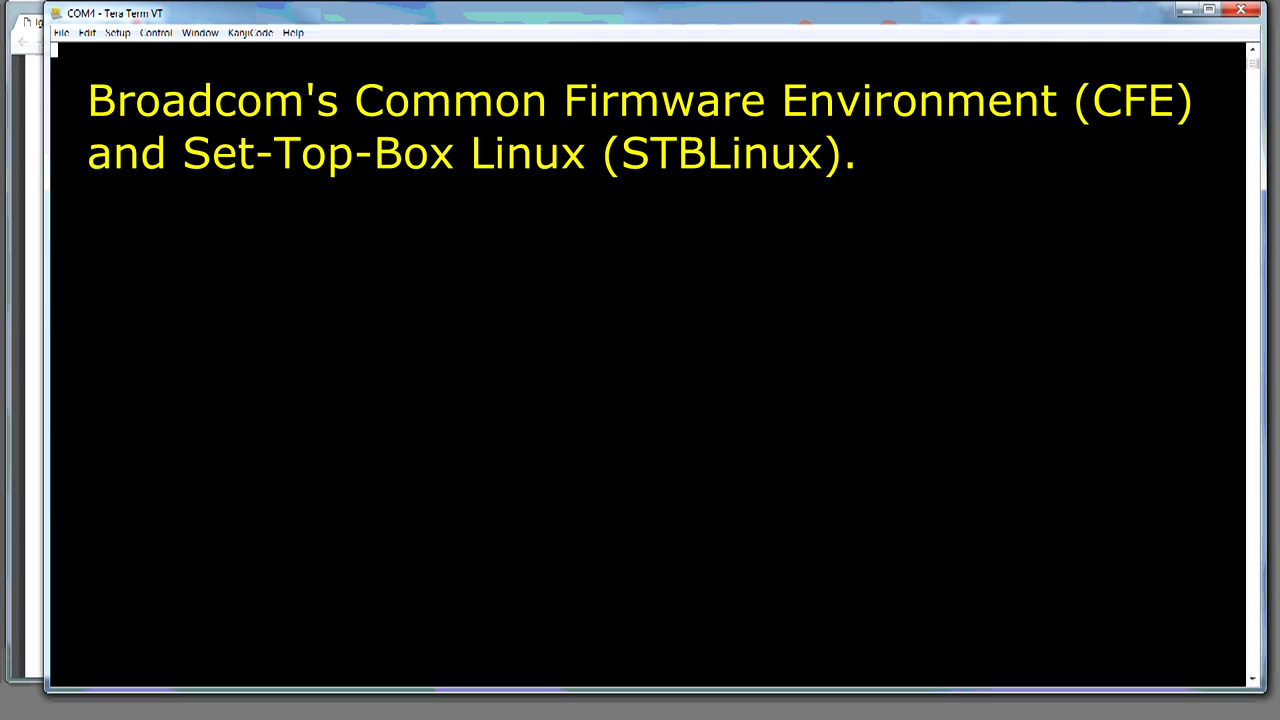 COM4 - Tera Term VT
File Edit Setup Control Window KanjiCode Help
Broadcom's Common Firmware Environment (CFE)
and Set-Top-Box Linux (STBLinux).